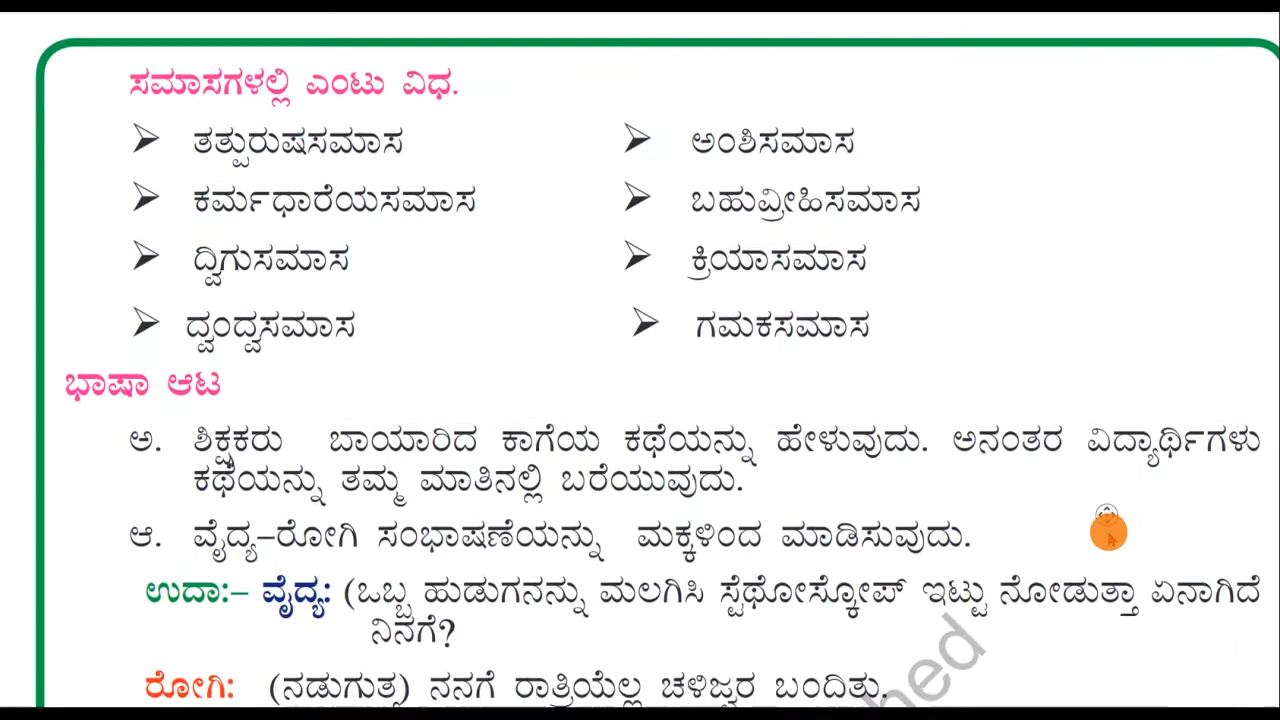 ಸಮಾಸಗಳಲ್ಲಿ ಎಂಟು ವಿಧ.
➢ ತತ್ಪುರುಷಸಮಾಸ ➢ ಅಂಶಿಸಮಾಸ
➢ ಕರ್ಮಧಾರೆಯಸಮಾಸ ➢ ಬಹುವ್ರೀಹಿಸಮಾಸ
➢ ದ್ವಿಗುಸಮಾಸ ➢ ಕ್ರಿಯಾಸಮಾಸ
➢ ದ್ವಂದ್ವಸಮಾಸ ➢ ಗಮಕಸಮಾಸ
ಭಾಷಾ ಆಟ
ಅ. ಶಿಕ್ಷಕರು ಬಾಯಾರಿದ ಕಾಗೆಯ ಕಥೆಯನ್ನು ಹೇಳುವುದು. ಅನಂತರ ವಿದ್ಯಾರ್ಥಿಗಳು
ಕಥೆಯನ್ನು ತಮ್ಮ ಮಾತಿನಲ್ಲಿ ಬರೆಯುವುದು.
ಆ. ವೈದ್ಯ–ರೋಗಿ ಸಂಭಾಷಣೆಯನ್ನು ಮಕ್ಕಳಿಂದ ಮಾಡಿಸುವುದು.
ಉದಾ:– ವೈದ್ಯ: (ಒಬ್ಬ ಹುಡುಗನನ್ನು ಮಲಗಿಸಿ ಸ್ಟೆಥೋಸ್ಕೋಪ್ ಇಟ್ಟು ನೋಡುತ್ತಾ ಏನಾಗಿದೆ
ನಿನಗೆ?
ರೋಗಿ: (ನಡುಗುತ್ತ) ನನಗೆ ರಾತ್ರಿಯೆಲ್ಲ ಚಳಿಜ್ವರ ಬಂದಿತ್ತು.